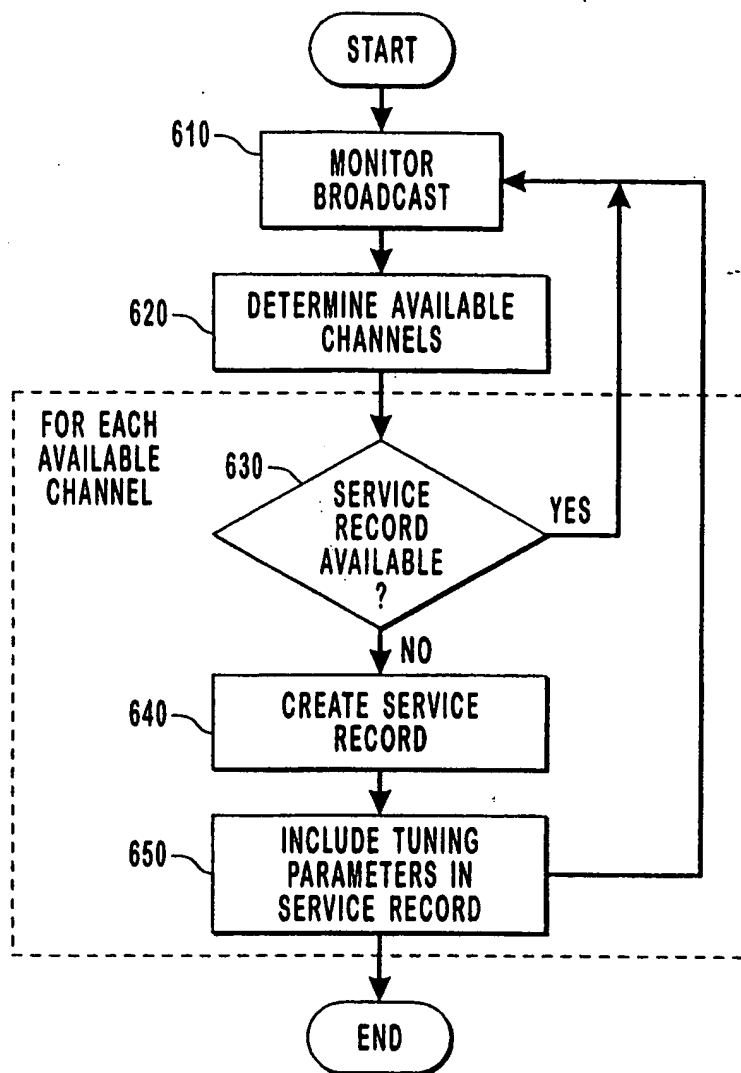 START
610
MONITOR
BROADCAST
620
DETERMINE AVAILABLE
CHANNELS
FOR EACH
AVAILABLE
CHANNEL
630
SERVICE
RECORD
AVAILABLE
?
YES
NO
640
CREATE SERVICE
RECORD
650
INCLUDE TUNING
PARAMETERS IN
SERVICE RECORD
END